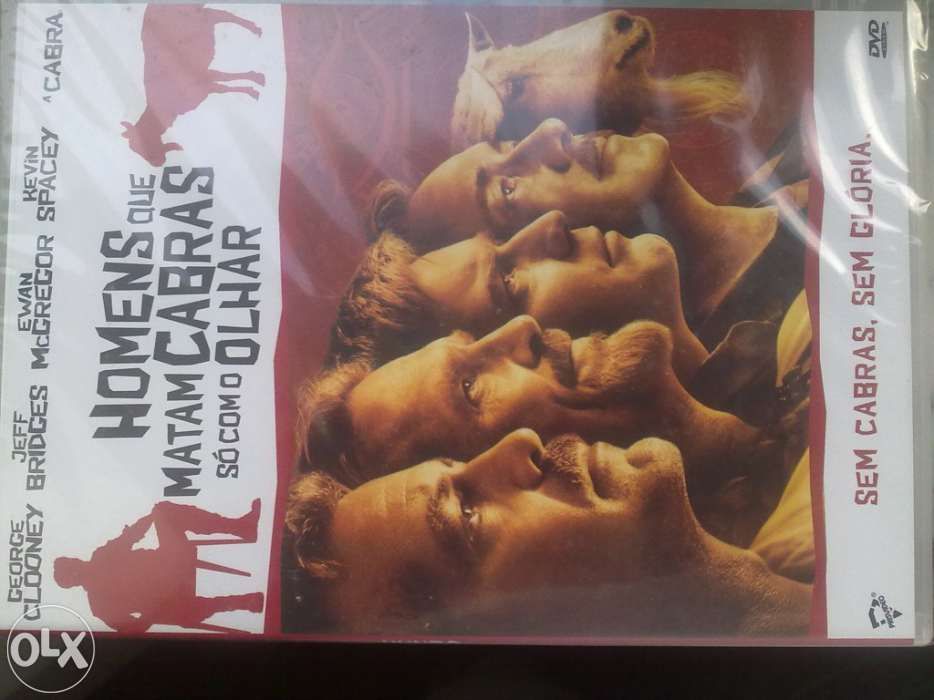 GEORGE JEFF EWAN KEVIN
CLOONEY BRIDGES McGREGOR SPACEY ^CABRA
HOMENS QUE
MATAM CABRAS
SÓ COM O OLHAR
SEM CABRAS, SEM GLÓRIA.
DVD
OLX